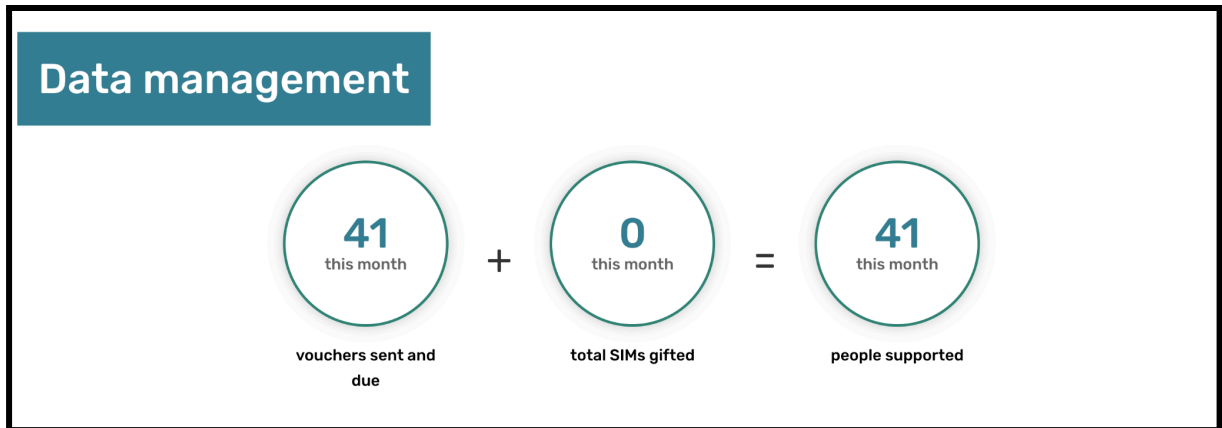 Data management
41
this month
+
0
this month
=
41
this month
vouchers sent and
due
total SIMs gifted
people supported